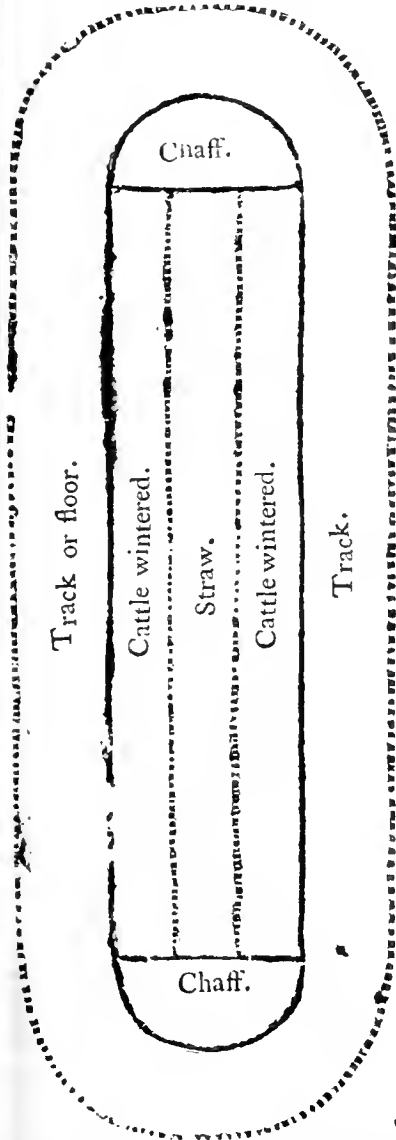 Chaff.
Track or floor.
Cattle wintered.
Straw.
Cattle wintered.
Track.
Chaff.